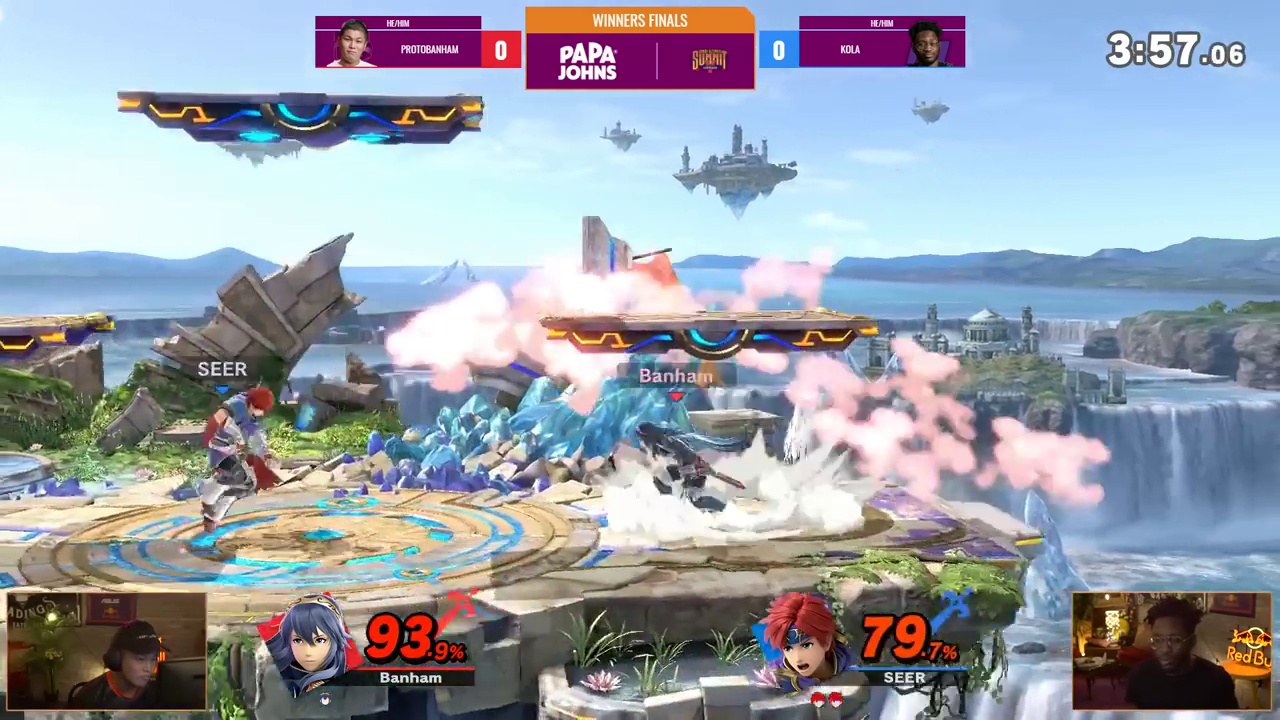 HE/HIM
PROTOBANHAM
0
WINNERS FINALS
PAPA JOHNS
SUMMIT
0
HE/HIM
KOLA
3:57.06
SEER
Banham
93.9%
Banham
79.7%
SEER
ASUS
Red Bu